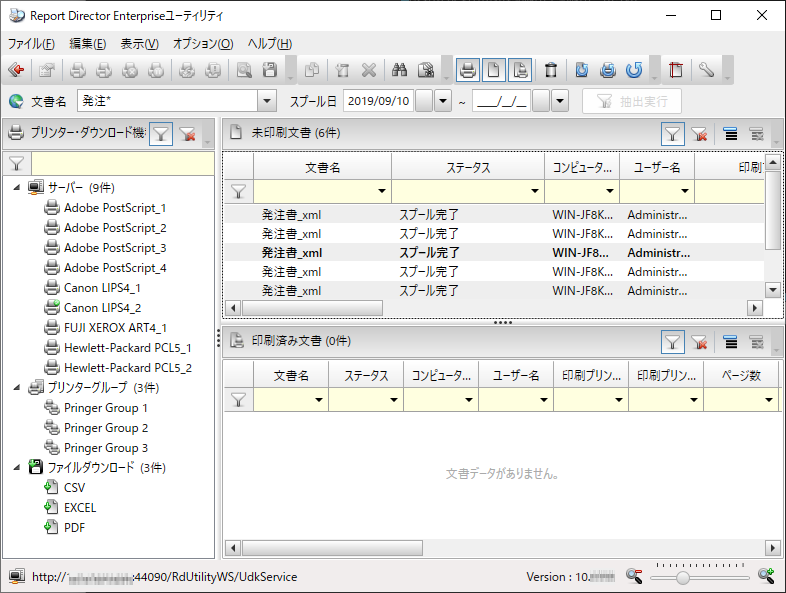 Report Director Enterpriseユーティリティ
ファイル(F) 編集(E) 表示(V) オプション(O) ヘルプ(H)
文書名 発注* スプール日 2019/09/10 ~ __/__/__ 抽出実行
プリンター・ダウンロード機
サーバー (9件)
Adobe PostScript_1
Adobe PostScript_2
Adobe PostScript_3
Adobe PostScript_4
Canon LIPS4_1
Canon LIPS4_2
FUJI XEROX ART4_1
Hewlett-Packard PCL5_1
Hewlett-Packard PCL5_2
プリンターグループ (3件)
Pringer Group 1
Pringer Group 2
Pringer Group 3
ファイルダウンロード (3件)
CSV
EXCEL
PDF
未印刷文書 (6件)
文書名 ステータス コンピュータ... ユーザー名 印刷
発注書_xml スプール完了 WIN-JF8K... Administr...
発注書_xml スプール完了 WIN-JF8K... Administr...
発注書_xml スプール完了 WIN-JF8... Administr...
発注書_xml スプール完了 WIN-JF8K... Administr...
発注書_xml スプール完了 WIN-JF8K... Administr...
印刷済み文書 (0件)
文書名 ステータス コンピュータ... ユーザー名 印刷プリン... 印刷プリン... ページ数
文書データがありません。
http://:44090/RdUtilityWS/UdkService
Version : 10.